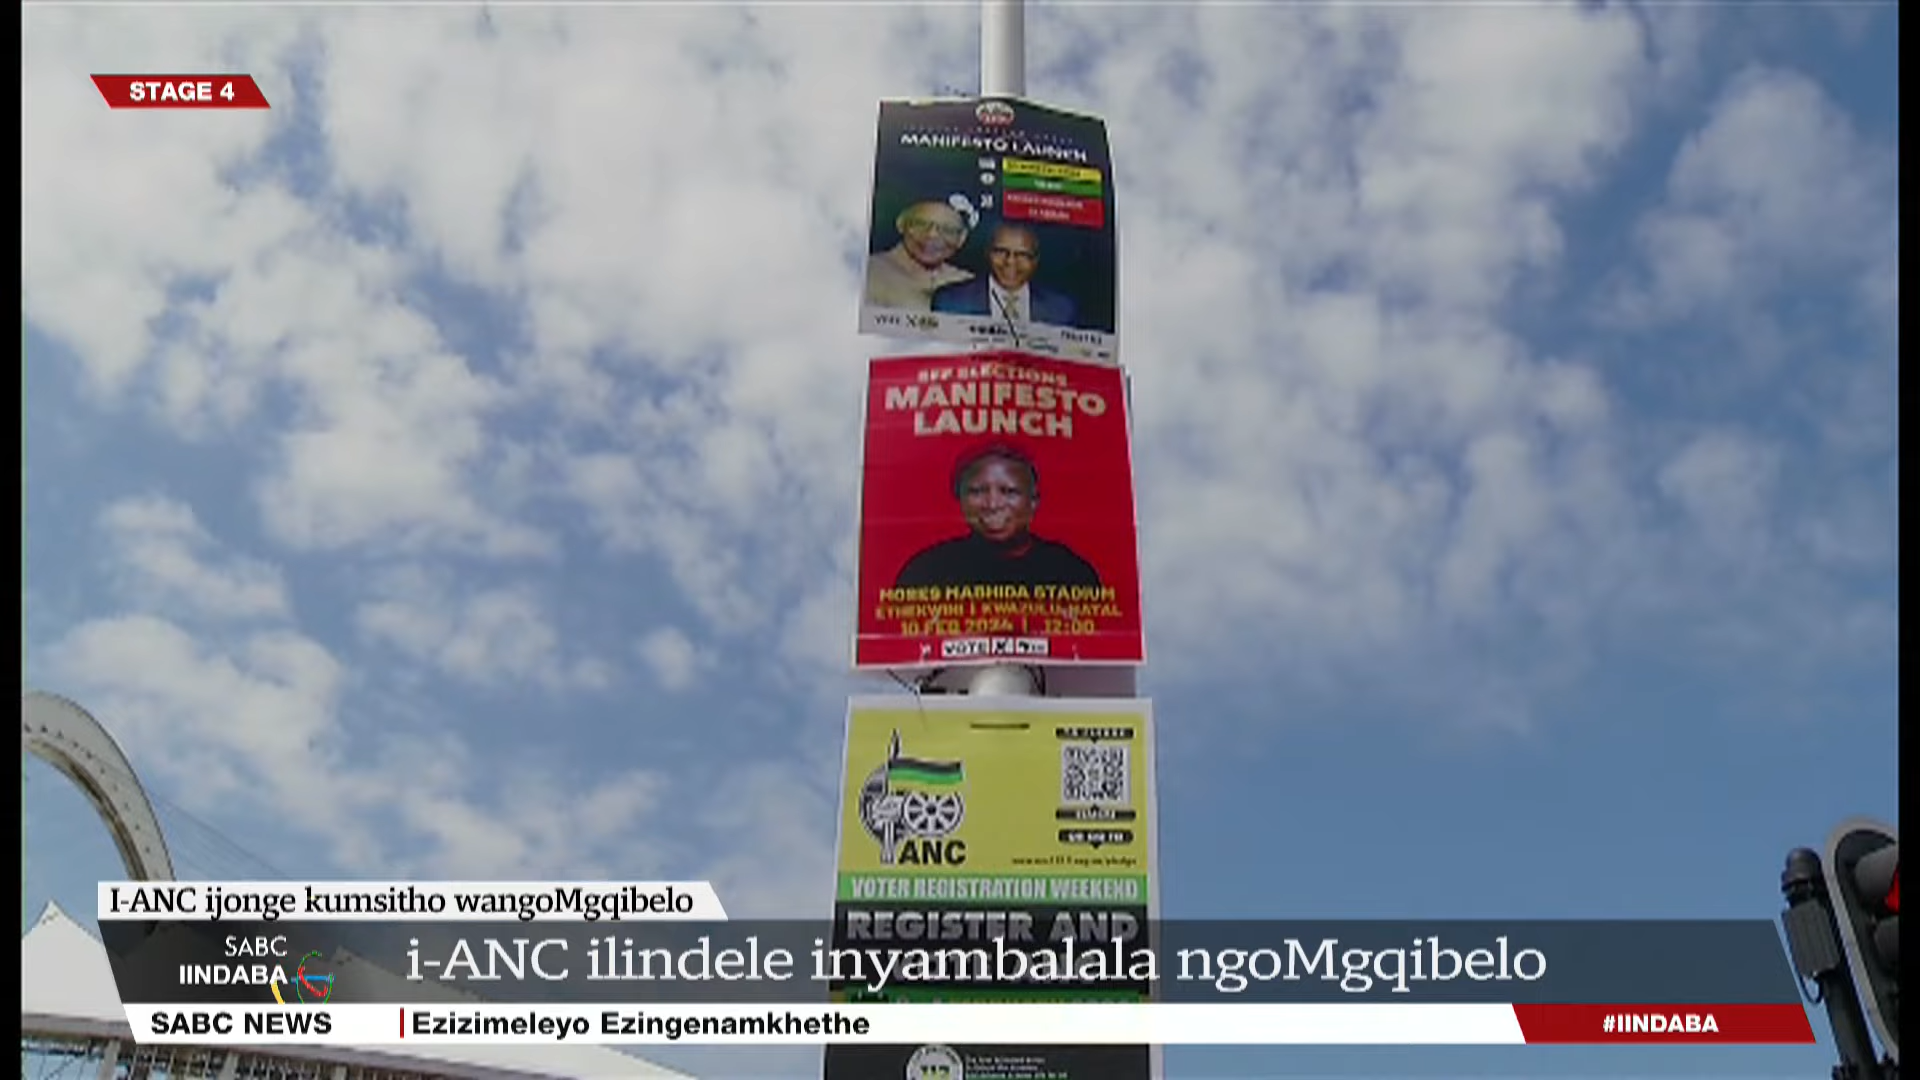 STAGE 4
MANIFESTO LAUNCH
EFF ELECTIONS
MANIFESTO
LAUNCH
MOSES MABHIDA STADIUM
ETHEKWINI | KWAZULU-NATAL
10 FEB 2024 | 12:00
VOTE X
ANC
VOTER REGISTRATION WEEKEND
REGISTER AND
I-ANC ijonge kumsitho wangoMgqibelo
SABC
IINDABA
i-ANC ilindele inyambalala ngoMgqibelo
SABC NEWS
Ezizimeleyo Ezingenamkhethe
#IINDABA